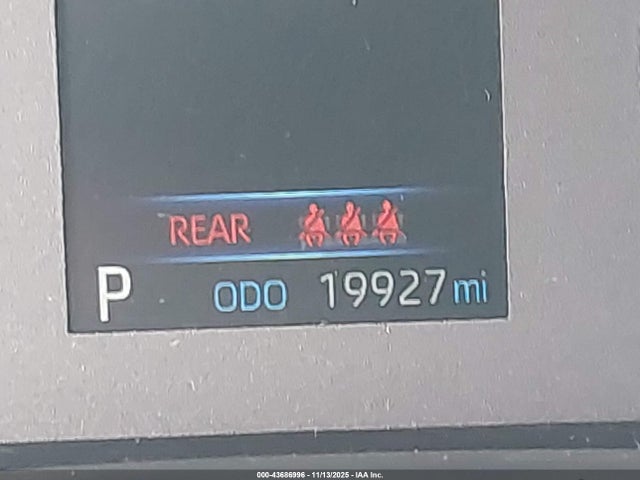 REAR
P ODO 19927 mi
000-43686996 - 11/13/2025 - IAA Inc.